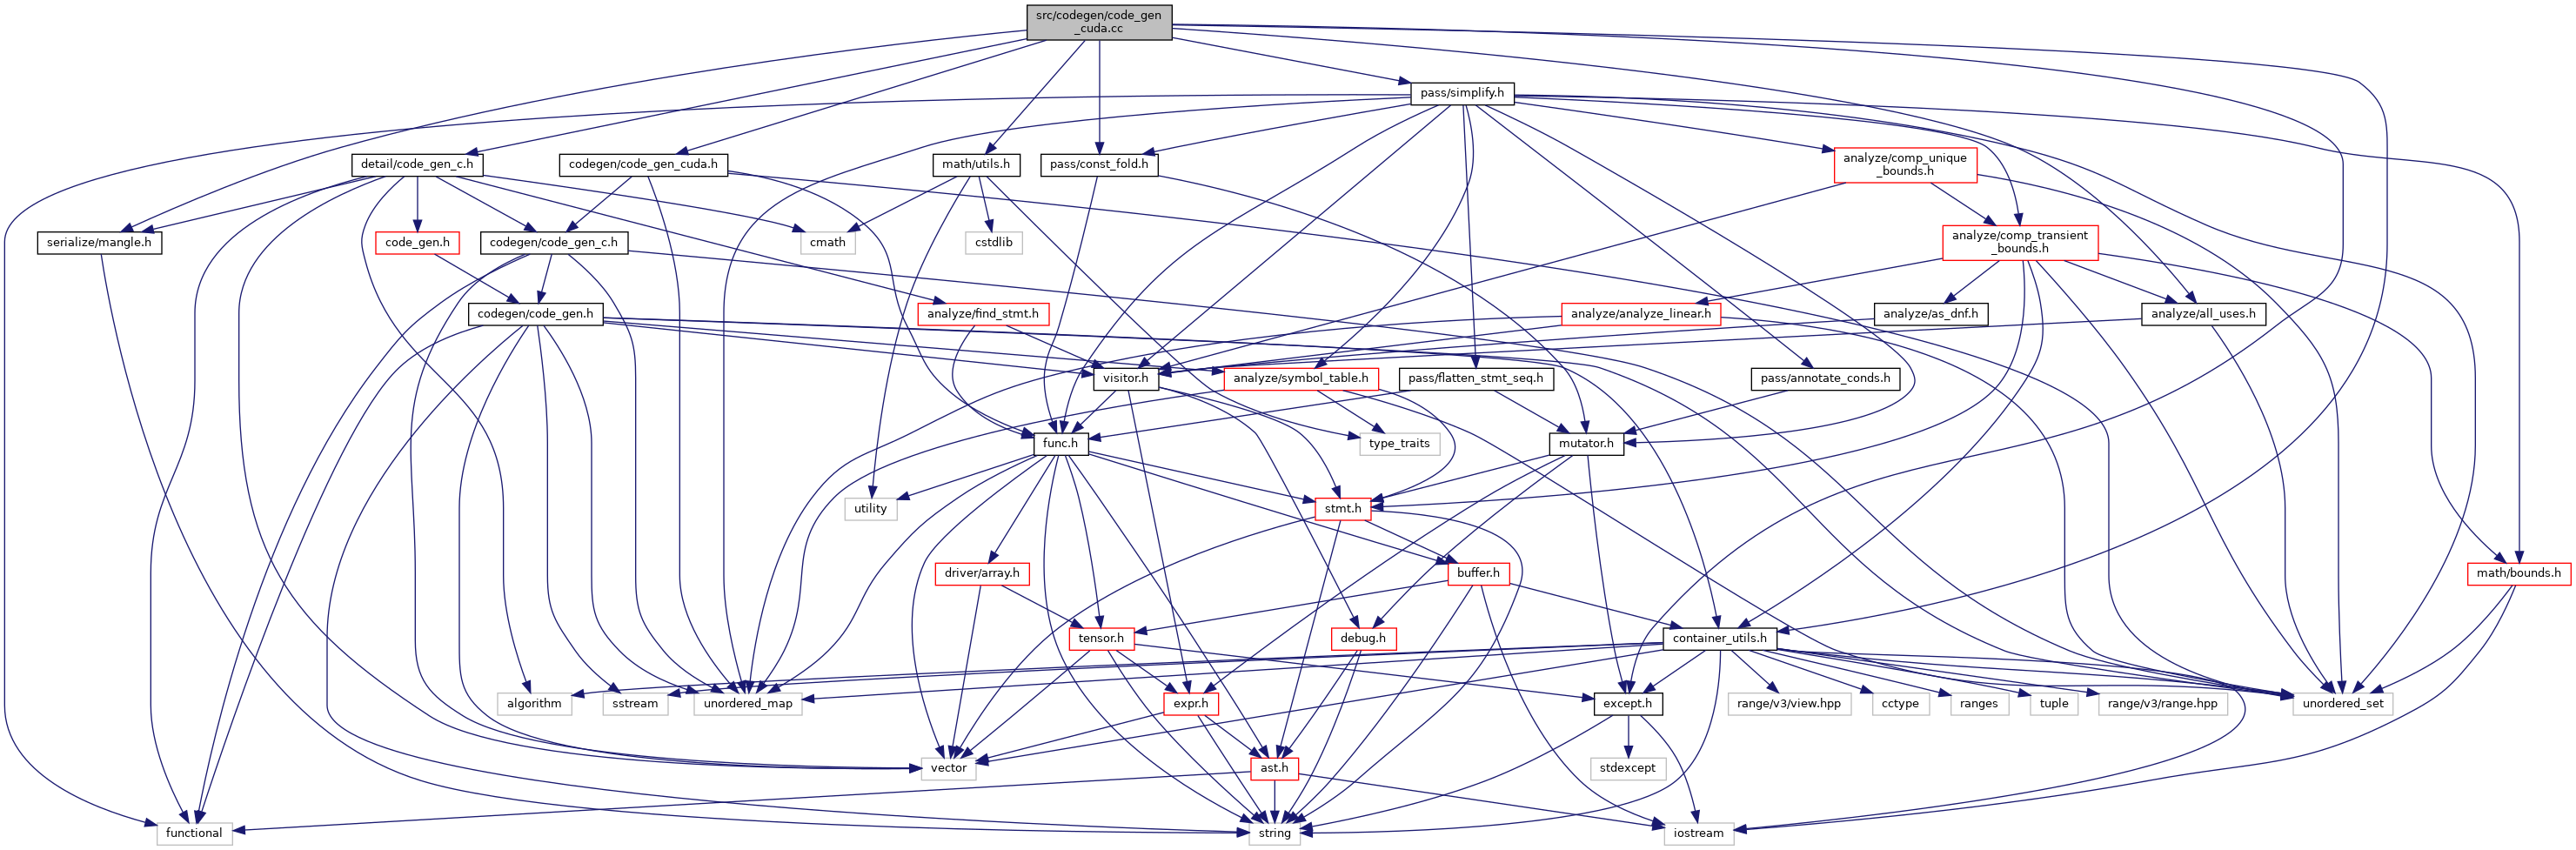 src/codegen/code_gen
_cuda.cc
pass/simplify.h
detail/code_gen_c.h
codegen/code_gen_cuda.h
math/utils.h
pass/const_fold.h
analyze/comp_unique
_bounds.h
serialize/mangle.h
code_gen.h
codegen/code_gen_c.h
cmath
cstdlib
analyze/comp_transient
_bounds.h
codegen/code_gen.h
analyze/find_stmt.h
analyze/analyze_linear.h
analyze/as_dnf.h
analyze/all_uses.h
visitor.h
analyze/symbol_table.h
pass/flatten_stmt_seq.h
pass/annotate_conds.h
func.h
type_traits
mutator.h
utility
stmt.h
driver/array.h
buffer.h
math/bounds.h
tensor.h
debug.h
container_utils.h
algorithm
sstream
unordered_map
expr.h
except.h
range/v3/view.hpp
cctype
ranges
tuple
range/v3/range.hpp
unordered_set
vector
ast.h
stdexcept
functional
string
iostream